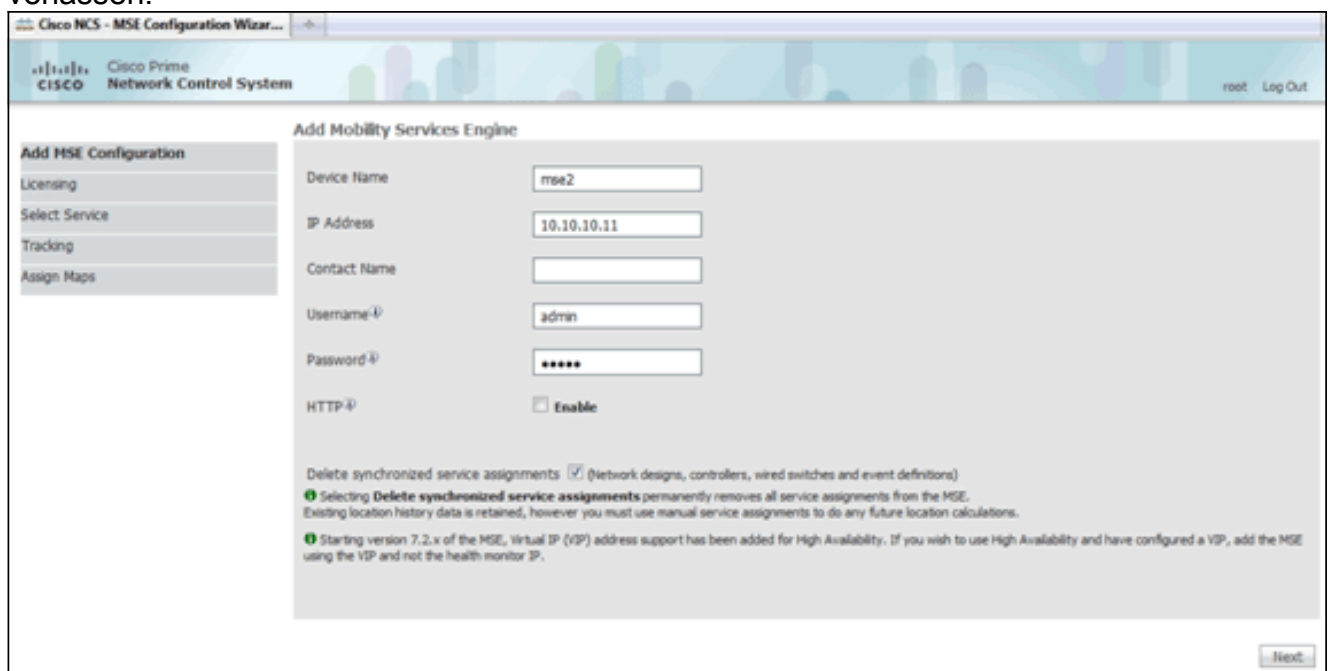 verlassen.
Cisco NCS - MSE Configuration Wizar...
Cisco Prime
CISCO Network Control System
root Log Out
Add Mobility Services Engine
Add MSE Configuration
Licensing
Select Service
Tracking
Assign Maps
Device Name mse2
IP Address 10.10.10.11
Contact Name
Username admin
Password •••••
HTTP Enable
Delete synchronized service assignments (Network designs, controllers, wired switches and event definitions)
Selecting Delete synchronized service assignments permanently removes all service assignments from the MSE.
Existing location history data is retained, however you must use manual service assignments to do any future location calculations.
Starting version 7.2.x of the MSE, Virtual IP (VIP) address support has been added for High Availability. If you wish to use High Availability and have configured a VIP, add the MSE
using the VIP and not the health monitor IP.
Next